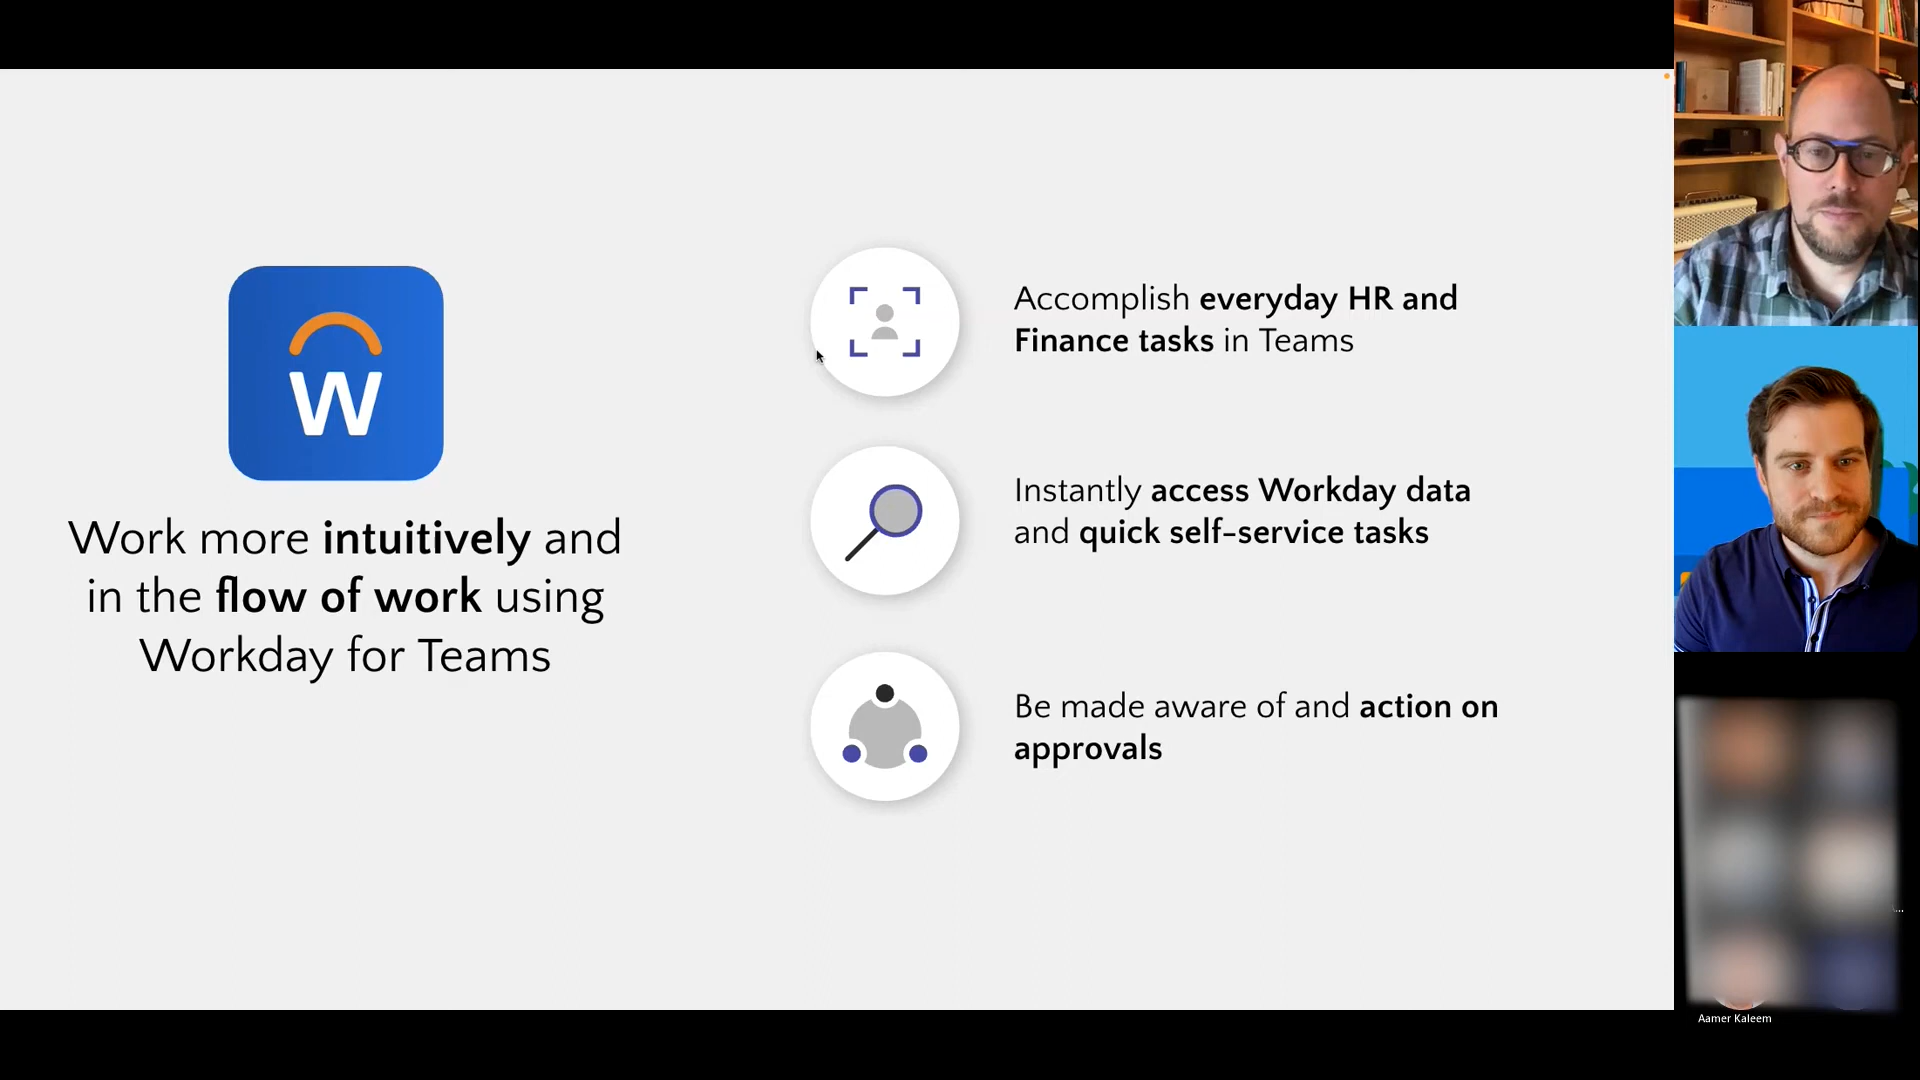 W
Work more intuitively and
in the flow of work using
Workday for Teams
Accomplish everyday HR and
Finance tasks in Teams
Instantly access Workday data
and quick self-service tasks
Be made aware of and action on
approvals
Aamer Kaleem